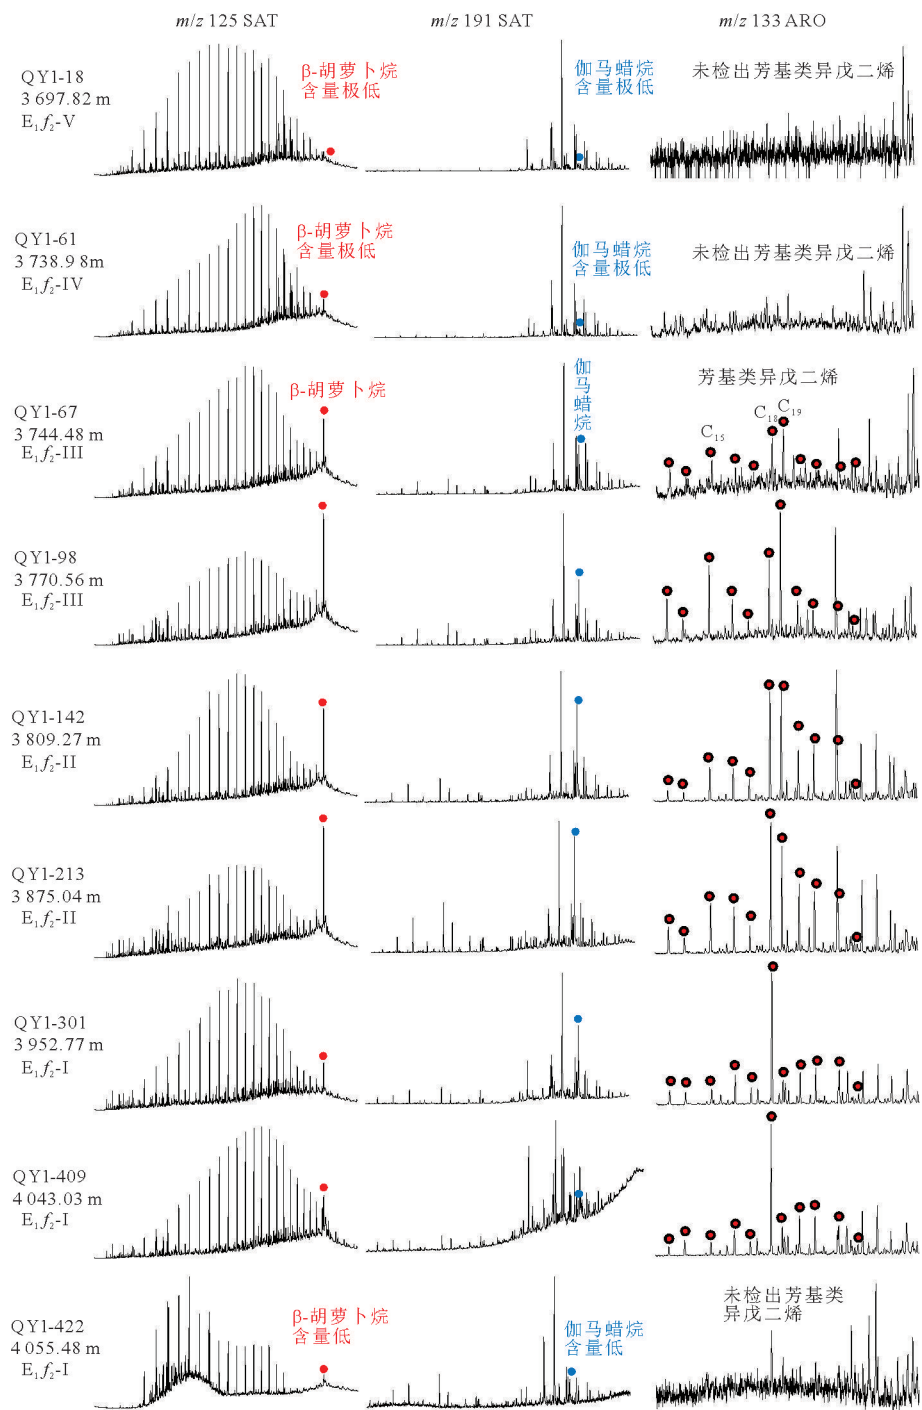 m/z 125 SAT
m/z 191 SAT
m/z 133 ARO
QY1-18
3 697.82 m
E₁f₂-V
β-胡萝卜烷
含量极低
伽马蜡烷
含量极低
未检出芳基类异戊二烯
QY1-61
3 738.9 8m
E₁f₂-IV
β-胡萝卜烷
含量极低
伽马蜡烷
含量极低
未检出芳基类异戊二烯
QY1-67
3 744.48 m
E₁f₂-III
β-胡萝卜烷
伽马蜡烷
芳基类异戊二烯
C₁₅
C₁₈
C₁₉
QY1-98
3 770.56 m
E₁f₂-III
QY1-142
3 809.27 m
E₁f₂-II
QY1-213
3 875.04 m
E₁f₂-II
QY1-301
3 952.77 m
E₁f₂-I
QY1-409
4 043.03 m
E₁f₂-I
QY1-422
4 055.48 m
E₁f₂-I
β-胡萝卜烷
含量低
伽马蜡烷
含量低
未检出芳基类
异戊二烯